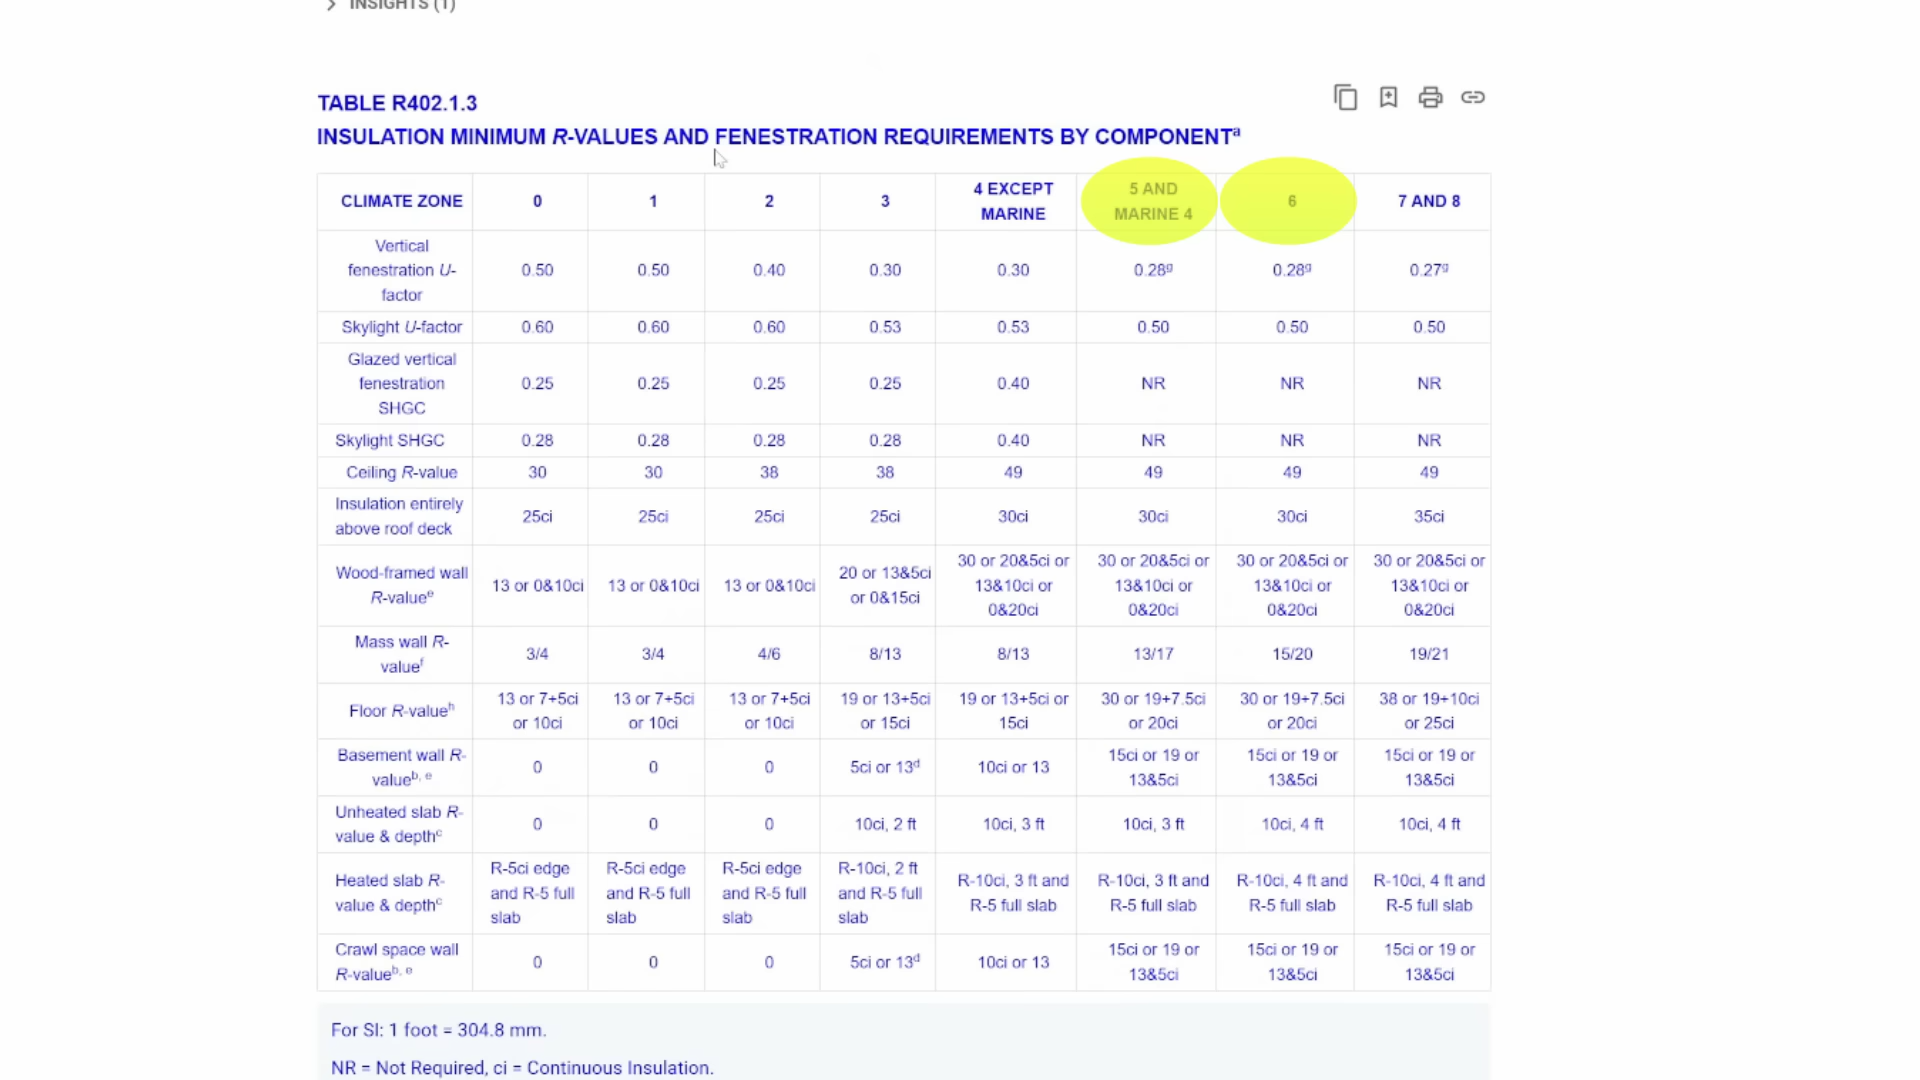 INSIGHTS (1)
TABLE R402.1.3
INSULATION MINIMUM R-VALUES AND FENESTRATION REQUIREMENTS BY COMPONENTᵃ
CLIMATE ZONE 0 1 2 3 4 EXCEPT MARINE 5 AND MARINE 4 6 7 AND 8
Vertical fenestration U-factor 0.50 0.50 0.40 0.30 0.30 0.28ᵍ 0.28ᵍ 0.27ᵍ
Skylight U-factor 0.60 0.60 0.60 0.53 0.53 0.50 0.50 0.50
Glazed vertical fenestration SHGC 0.25 0.25 0.25 0.25 0.40 NR NR NR
Skylight SHGC 0.28 0.28 0.28 0.28 0.40 NR NR NR
Ceiling R-value 30 30 38 38 49 49 49 49
Insulation entirely above roof deck 25ci 25ci 25ci 25ci 30ci 30ci 30ci 35ci
Wood-framed wall R-valueᵉ 13 or 0&10ci 13 or 0&10ci 13 or 0&10ci 20 or 13&5ci or 0&15ci 30 or 20&5ci or 13&10ci or 0&20ci 30 or 20&5ci or 13&10ci or 0&20ci 30 or 20&5ci or 13&10ci or 0&20ci 30 or 20&5ci or 13&10ci or 0&20ci
Mass wall R-valueᶠ 3/4 3/4 4/6 8/13 8/13 13/17 15/20 19/21
Floor R-valueʰ 13 or 7+5ci or 10ci 13 or 7+5ci or 10ci 13 or 7+5ci or 10ci 19 or 13+5ci or 15ci 19 or 13+5ci or 15ci 30 or 19+7.5ci or 20ci 30 or 19+7.5ci or 20ci 38 or 19+10ci or 25ci
Basement wall R-valueᵇ, ᵉ 0 0 0 5ci or 13ᵈ 10ci or 13 15ci or 19 or 13&5ci 15ci or 19 or 13&5ci 15ci or 19 or 13&5ci
Unheated slab R-value & depthᶜ 0 0 0 10ci, 2 ft 10ci, 3 ft 10ci, 3 ft 10ci, 4 ft 10ci, 4 ft
Heated slab R-value & depthᶜ R-5ci edge and R-5 full slab R-5ci edge and R-5 full slab R-5ci edge and R-5 full slab R-10ci, 2 ft and R-5 full slab R-10ci, 3 ft and R-5 full slab R-10ci, 3 ft and R-5 full slab R-10ci, 4 ft and R-5 full slab R-10ci, 4 ft and R-5 full slab
Crawl space wall R-valueᵇ, ᵉ 0 0 0 5ci or 13ᵈ 10ci or 13 15ci or 19 or 13&5ci 15ci or 19 or 13&5ci 15ci or 19 or 13&5ci
For SI: 1 foot = 304.8 mm.
NR = Not Required, ci = Continuous Insulation.